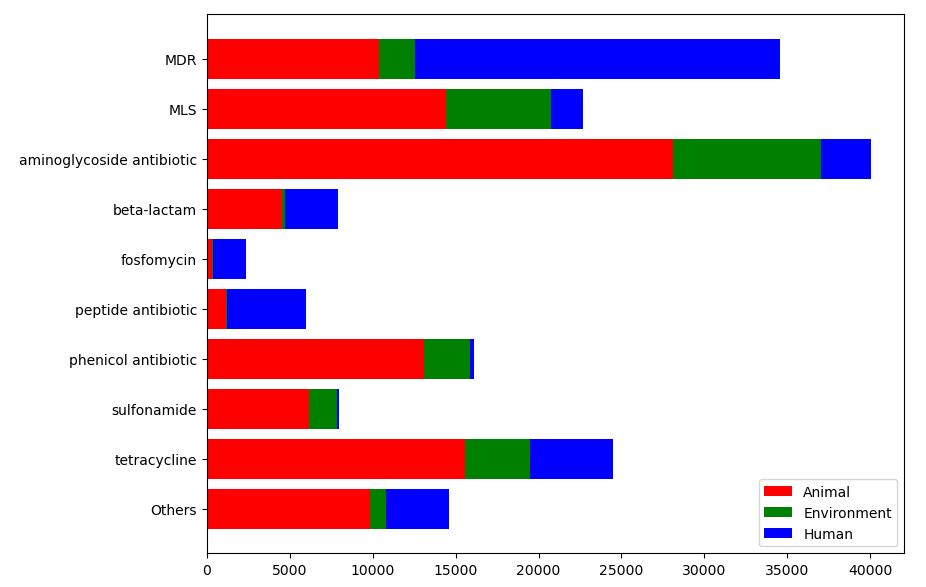 MDR
MLS
aminoglycoside antibiotic
beta-lactam
fosfomycin
peptide antibiotic
phenicol antibiotic
sulfonamide
tetracycline
Others
Animal
Environment
Human
0 5000 10000 15000 20000 25000 30000 35000 40000